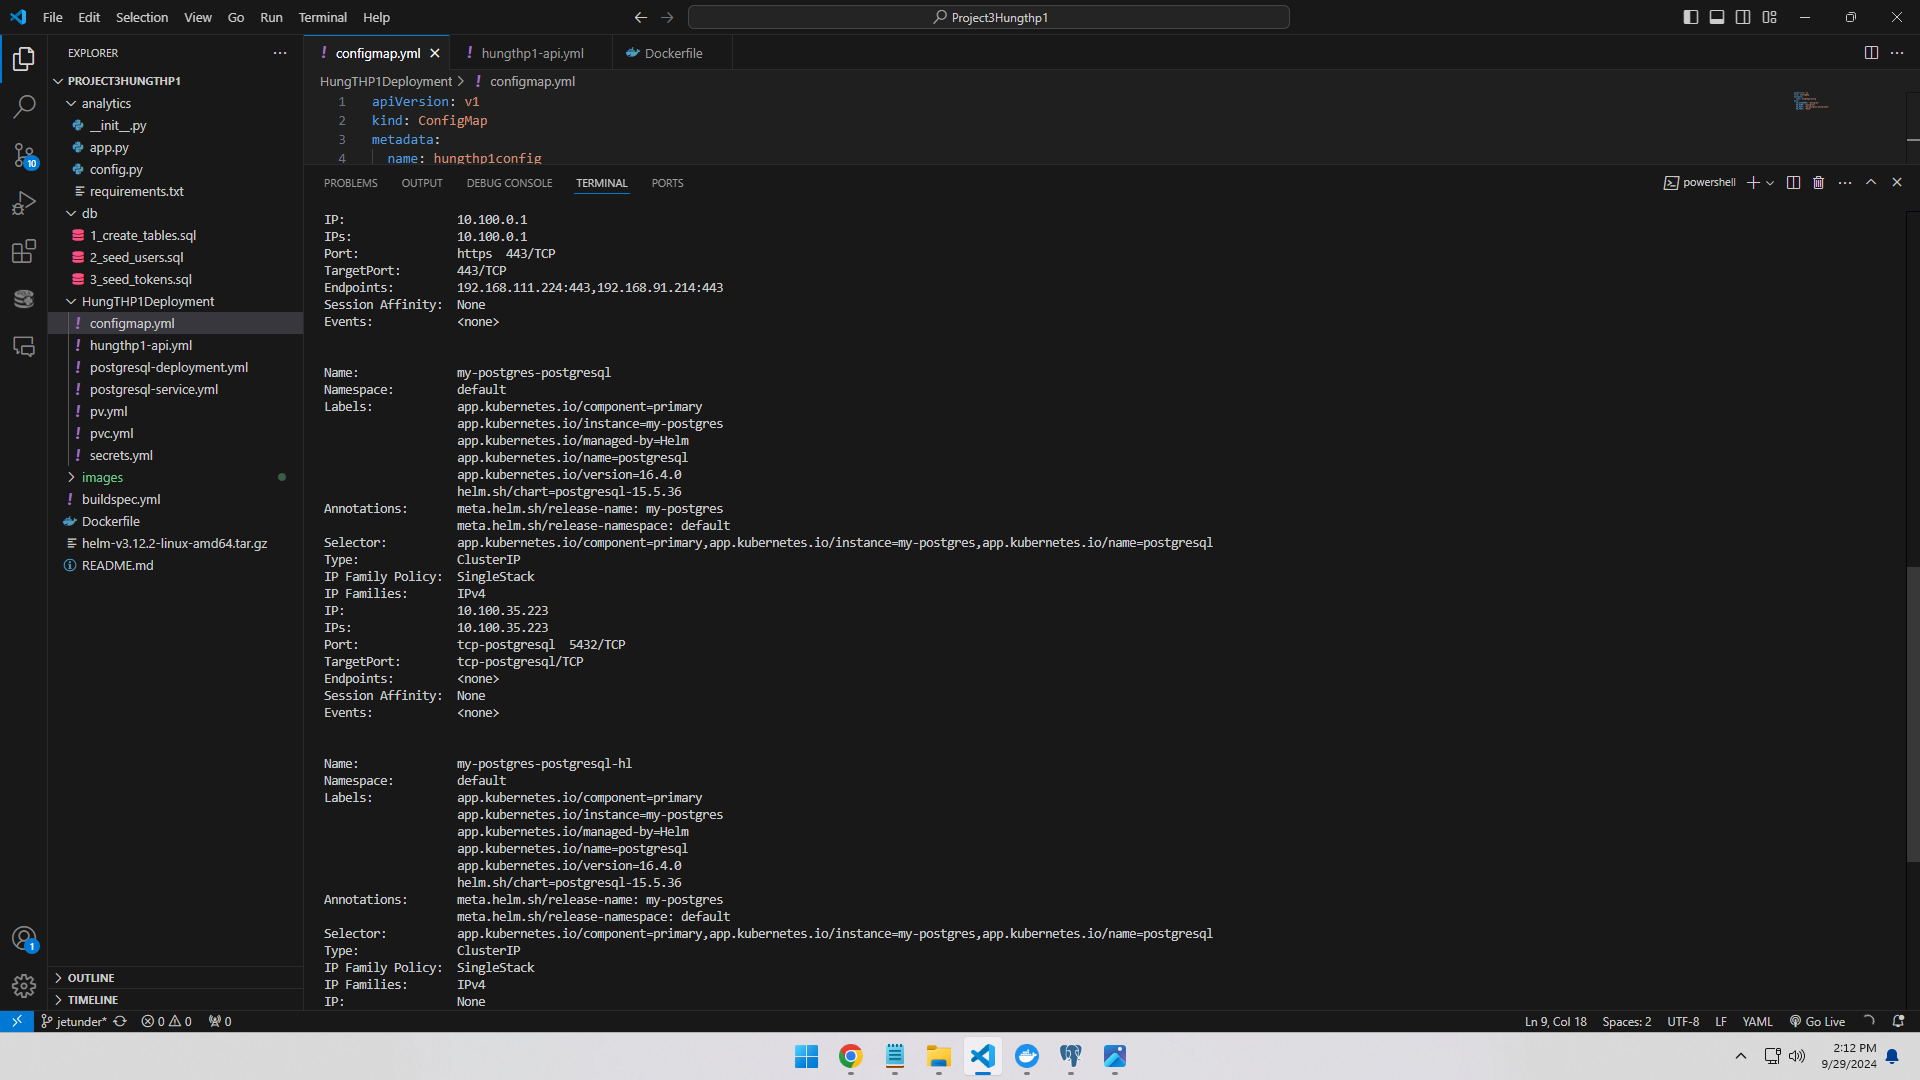 File Edit Selection View Go Run Terminal Help
Project3Hungthp1
EXPLORER
PROJECT3HUNGTHP1
analytics
__init__.py
app.py
config.py
requirements.txt
db
1_create_tables.sql
2_seed_users.sql
3_seed_tokens.sql
HungTHP1Deployment
configmap.yml
hungthp1-api.yml
postgresql-deployment.yml
postgresql-service.yml
pv.yml
pvc.yml
secrets.yml
images
buildspec.yml
Dockerfile
helm-v3.12.2-linux-amd64.tar.gz
README.md
OUTLINE
TIMELINE
10
1
configmap.yml hungthp1-api.yml Dockerfile
HungTHP1Deployment > configmap.yml
1 apiVersion: v1
2 kind: ConfigMap
3 metadata:
4 name: hungthp1config
PROBLEMS OUTPUT DEBUG CONSOLE TERMINAL PORTS
powershell
IP: 10.100.0.1
IPs: 10.100.0.1
Port: https 443/TCP
TargetPort: 443/TCP
Endpoints: 192.168.111.224:443,192.168.91.214:443
Session Affinity: None
Events: <none>
Name: my-postgres-postgresql
Namespace: default
Labels: app.kubernetes.io/component=primary
app.kubernetes.io/instance=my-postgres
app.kubernetes.io/managed-by=Helm
app.kubernetes.io/name=postgresql
app.kubernetes.io/version=16.4.0
helm.sh/chart=postgresql-15.5.36
Annotations: meta.helm.sh/release-name: my-postgres
meta.helm.sh/release-namespace: default
Selector: app.kubernetes.io/component=primary,app.kubernetes.io/instance=my-postgres,app.kubernetes.io/name=postgresql
Type: ClusterIP
IP Family Policy: SingleStack
IP Families: IPv4
IP: 10.100.35.223
IPs: 10.100.35.223
Port: tcp-postgresql 5432/TCP
TargetPort: tcp-postgresql/TCP
Endpoints: <none>
Session Affinity: None
Events: <none>
Name: my-postgres-postgresql-hl
Namespace: default
Labels: app.kubernetes.io/component=primary
app.kubernetes.io/instance=my-postgres
app.kubernetes.io/managed-by=Helm
app.kubernetes.io/name=postgresql
app.kubernetes.io/version=16.4.0
helm.sh/chart=postgresql-15.5.36
Annotations: meta.helm.sh/release-name: my-postgres
meta.helm.sh/release-namespace: default
Selector: app.kubernetes.io/component=primary,app.kubernetes.io/instance=my-postgres,app.kubernetes.io/name=postgresql
Type: ClusterIP
IP Family Policy: SingleStack
IP Families: IPv4
IP: None
jetunder* 0 0 0
Ln 9, Col 18 Spaces: 2 UTF-8 LF YAML Go Live
2:12 PM
9/29/2024